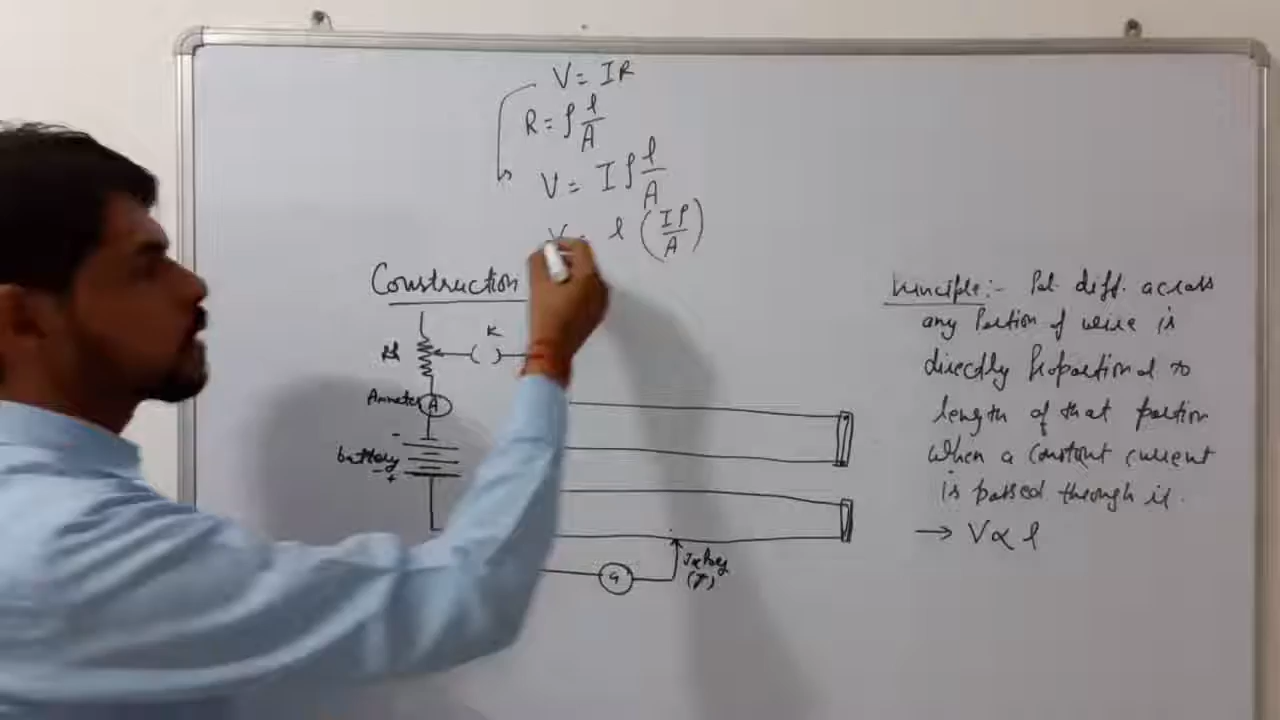 V = IR
R = ρ l/A
V = I ρ l/A
V = l (Iρ/A)
Construction
K
Rh
Ammeter A
-
battery
+
G
Jockey
(J)
Principle:- Pot. diff. across
any Portion of wire is
directly Proportional to
length of that portion
when a constant current
is passed through it.
→ V ∝ l